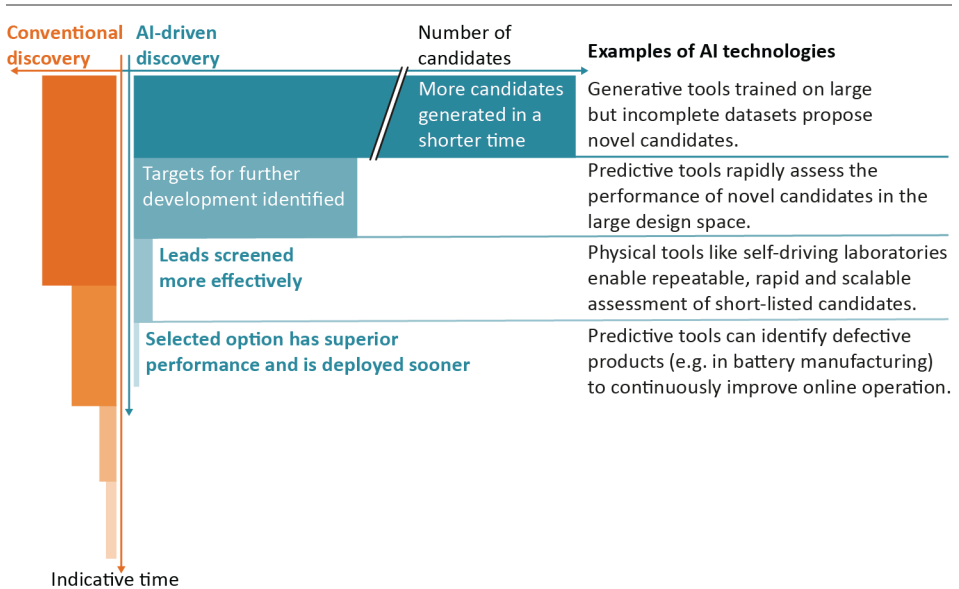 Conventional
discovery
AI-driven
discovery
Number of
candidates
Examples of AI technologies
More candidates
generated in a
shorter time
Generative tools trained on large
but incomplete datasets propose
novel candidates.
Targets for further
development identified
Predictive tools rapidly assess the
performance of novel candidates in the
large design space.
Leads screened
more effectively
Physical tools like self-driving laboratories
enable repeatable, rapid and scalable
assessment of short-listed candidates.
Selected option has superior
performance and is deployed sooner
Predictive tools can identify defective
products (e.g. in battery manufacturing)
to continuously improve online operation.
Indicative time